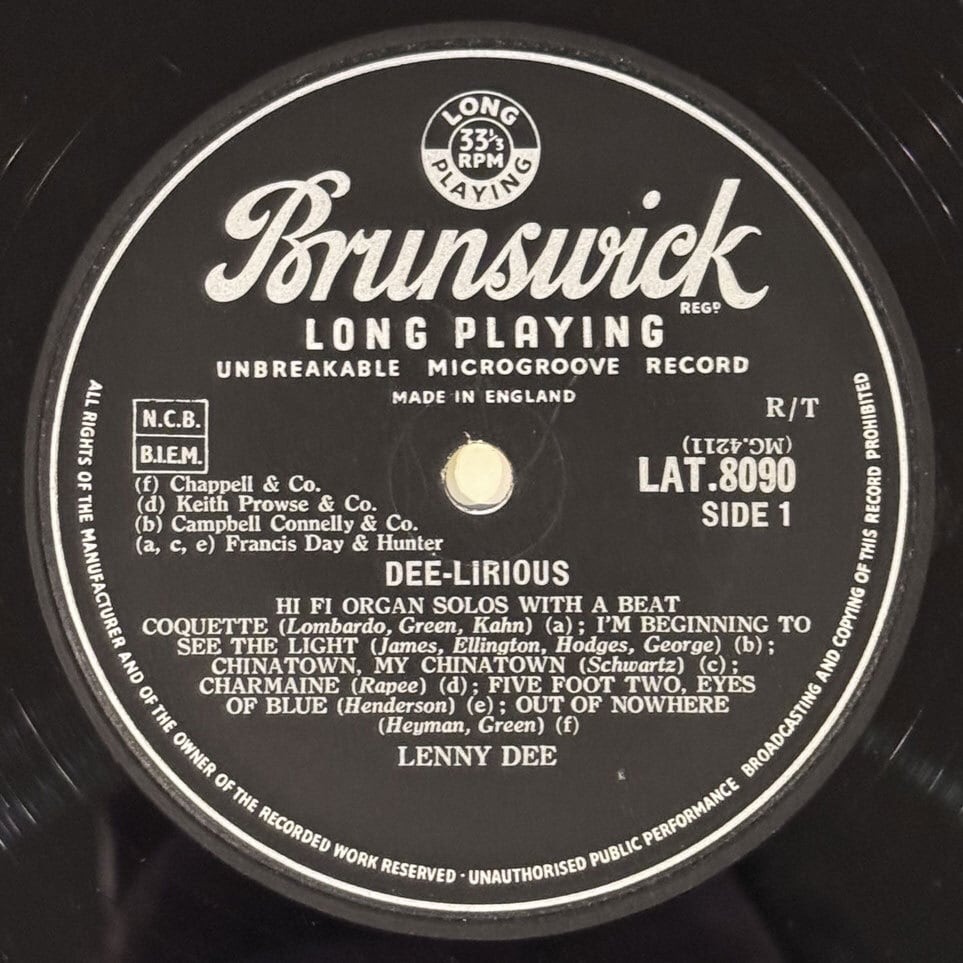 LONG
33⅓
RPM
PLAYING
Brunswick
REGD
LONG PLAYING
UNBREAKABLE MICROGROOVE RECORD
MADE IN ENGLAND
R/T
N.C.B.
B.I.E.M.
(MG.4211)
LAT.8090
SIDE 1
(f) Chappell & Co.
(d) Keith Prowse & Co.
(b) Campbell Connelly & Co.
(a, c, e) Francis Day & Hunter
DEE-LIRIOUS
HI FI ORGAN SOLOS WITH A BEAT
COQUETTE (Lombardo, Green, Kahn) (a) ; I'M BEGINNING TO
SEE THE LIGHT (James, Ellington, Hodges, George) (b) ;
CHINATOWN, MY CHINATOWN (Schwartz) (c) ;
CHARMAINE (Rapee) (d) ; FIVE FOOT TWO, EYES
OF BLUE (Henderson) (e) ; OUT OF NOWHERE
(Heyman, Green) (f)
LENNY DEE
ALL RIGHTS OF THE MANUFACTURER AND OF THE OWNER OF THE RECORDED WORK RESERVED · UNAUTHORISED PUBLIC PERFORMANCE BROADCASTING AND COPYING OF THIS RECORD PROHIBITED